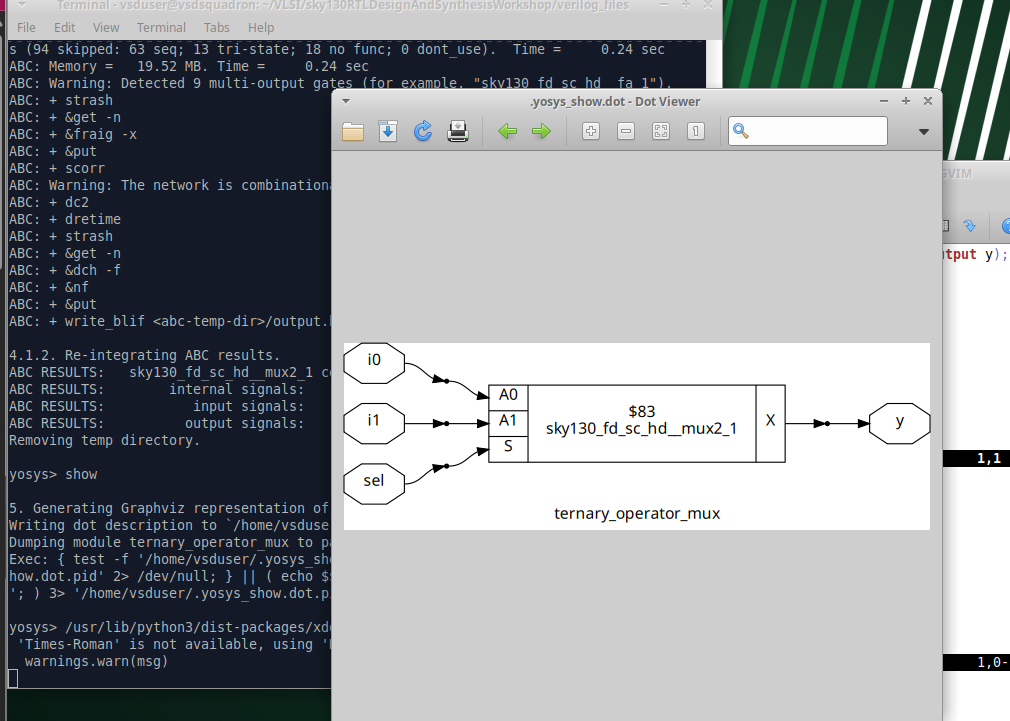 Terminal - vsduser@vsdsquadron: ~/VLSI/sky130RTLDesignAndSynthesisWorkshop/verilog_files
File Edit View Terminal Tabs Help
s (94 skipped: 63 seq; 13 tri-state; 18 no func; 0 dont_use). Time = 0.24 sec
ABC: Memory = 19.52 MB. Time = 0.24 sec
ABC: Warning: Detected 9 multi-output gates (for example, "sky130_fd_sc_hd__fa_1").
ABC: + strash
ABC: + &get -n
ABC: + &fraig -x
ABC: + &put
ABC: + scorr
ABC: Warning: The network is combinationa
ABC: + dc2
ABC: + dretime
ABC: + strash
ABC: + &get -n
ABC: + &dch -f
ABC: + &nf
ABC: + &put
ABC: + write_blif <abc-temp-dir>/output.
4.1.2. Re-integrating ABC results.
ABC RESULTS: sky130_fd_sc_hd__mux2_1 c
ABC RESULTS: internal signals:
ABC RESULTS: input signals:
ABC RESULTS: output signals:
Removing temp directory.
yosys> show
5. Generating Graphviz representation of
Writing dot description to `/home/vsduse
Dumping module ternary_operator_mux to pa
Exec: { test -f '/home/vsduser/.yosys_sho
how.dot.pid' 2> /dev/null; } || ( echo $
'; ) 3> '/home/vsduser/.yosys_show.dot.p
yosys> /usr/lib/python3/dist-packages/xdo
'Times-Roman' is not available, using '
warnings.warn(msg)
.yosys_show.dot - Dot Viewer
1
i0
i1
sel
A0
A1
S
$83
sky130_fd_sc_hd__mux2_1
X
y
ternary_operator_mux
GVIM
tput y);
1,1
1,0-